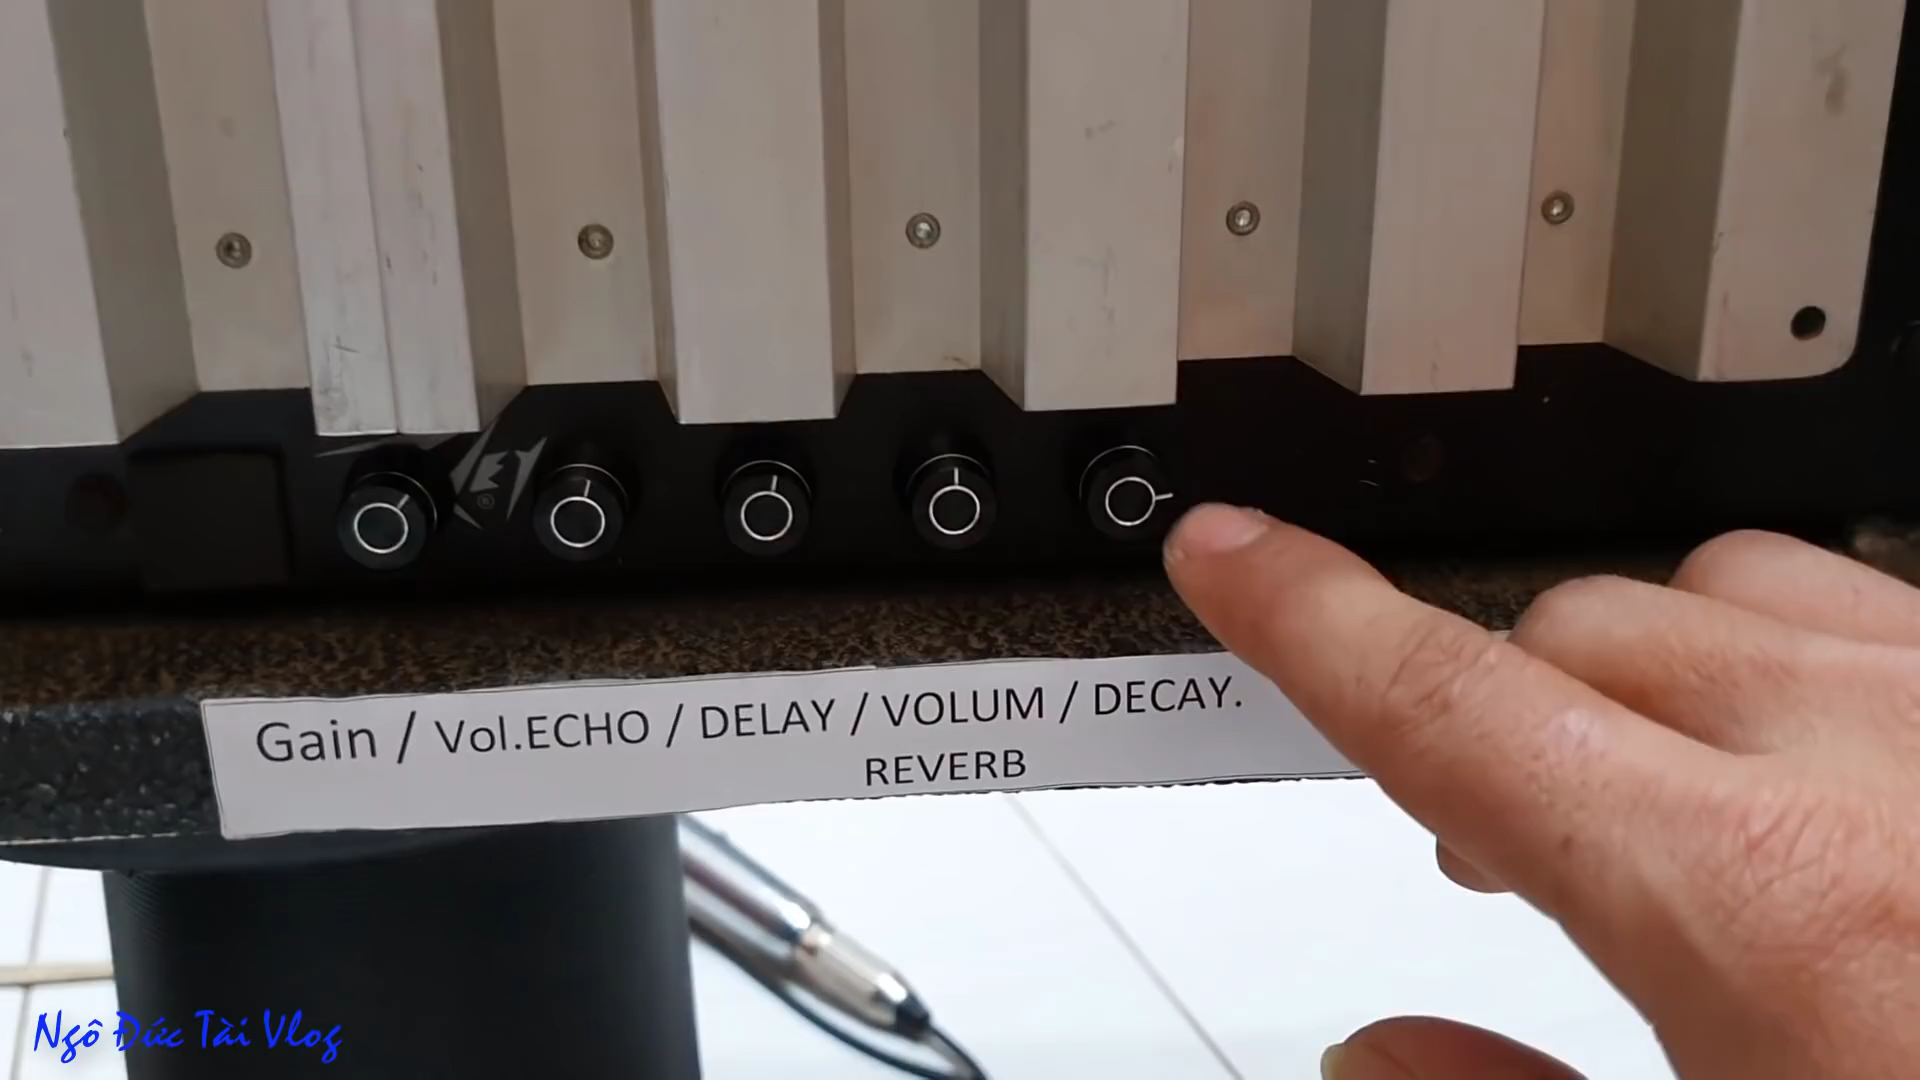 Gain / Vol.ECHO / DELAY / VOLUM / DECAY.
REVERB
Ngô Đức Tài Vlog